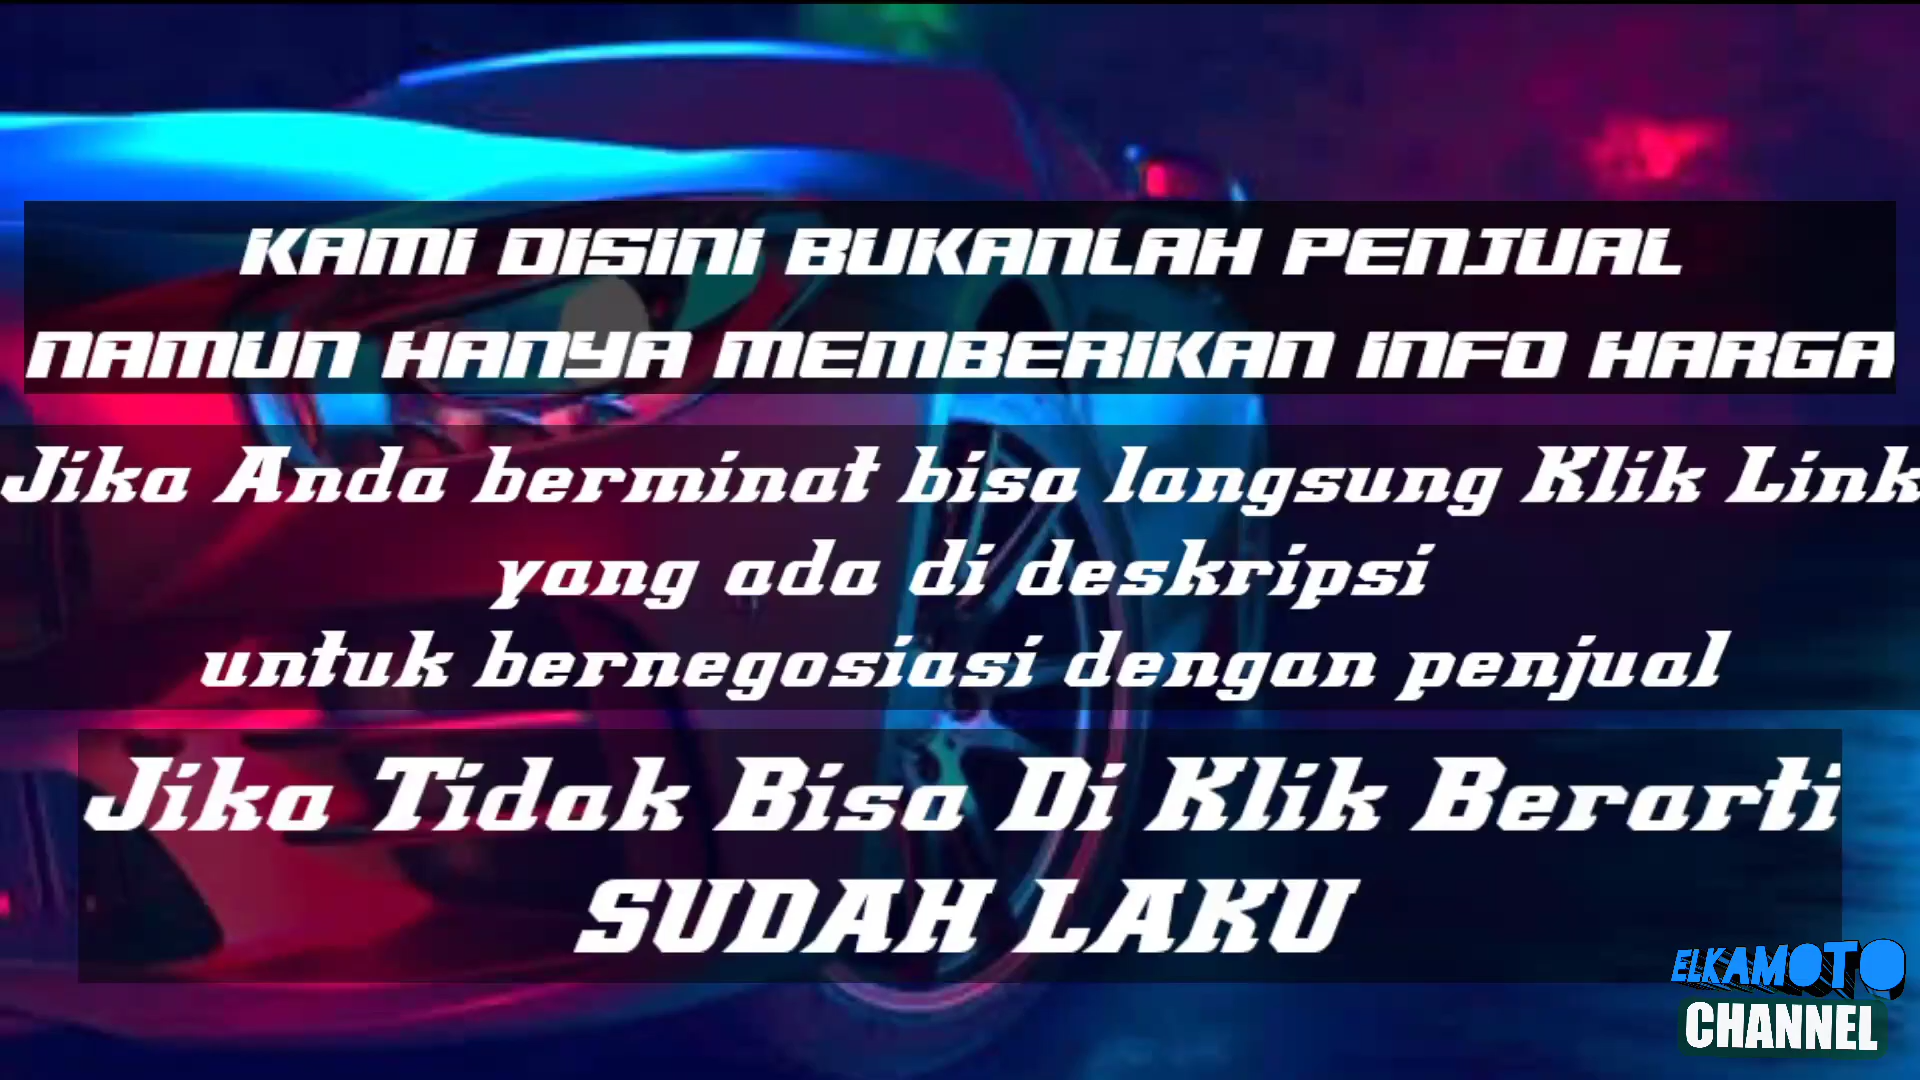 KAMI DISINI BUKANLAH PENJUAL
NAMUN HANYA MEMBERIKAN INFO HARGA
Jika Anda berminat bisa langsung Klik Link
yang ada di deskripsi
untuk bernegosiasi dengan penjual
Jika Tidak Bisa Di Klik Berarti
SUDAH LAKU
ELKAMOTO
CHANNEL